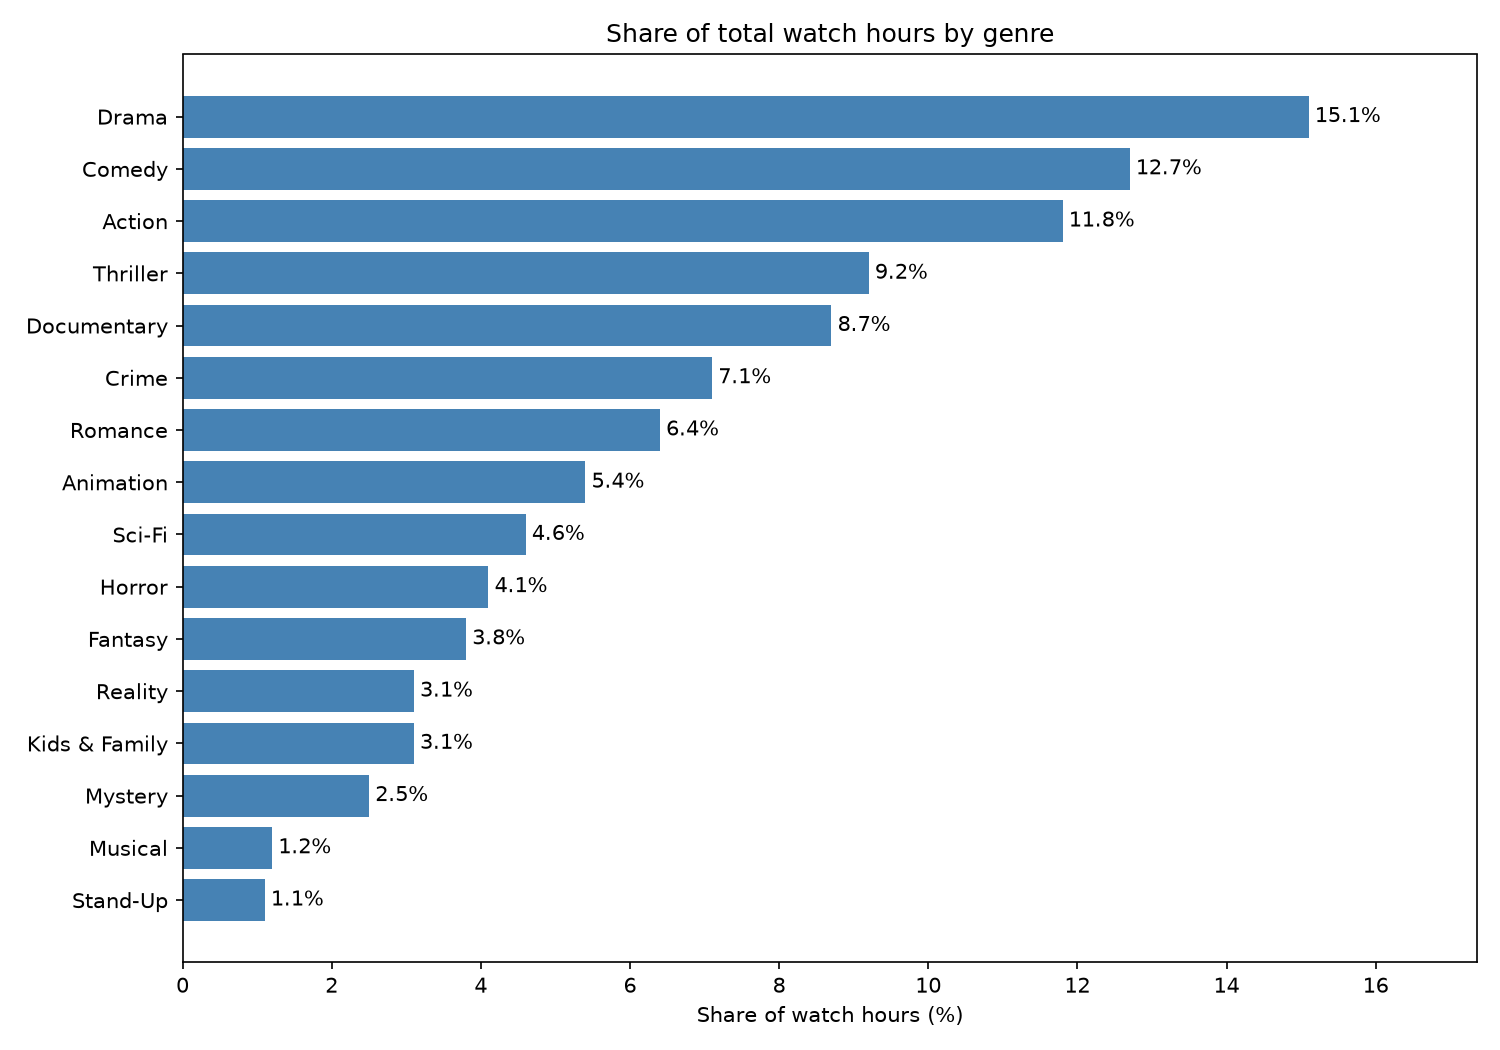 Share of total watch hours by genre
Drama 15.1%
Comedy 12.7%
Action 11.8%
Thriller 9.2%
Documentary 8.7%
Crime 7.1%
Romance 6.4%
Animation 5.4%
Sci-Fi 4.6%
Horror 4.1%
Fantasy 3.8%
Reality 3.1%
Kids & Family 3.1%
Mystery 2.5%
Musical 1.2%
Stand-Up 1.1%
0 2 4 6 8 10 12 14 16
Share of watch hours (%)